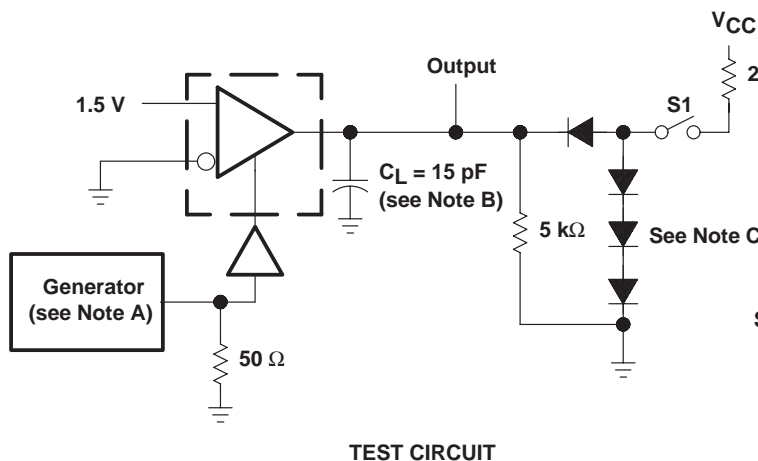 VCC
Output
2
S1
1.5 V
CL = 15 pF
(see Note B)
5 kΩ
See Note C
Generator
(see Note A)
S
50 Ω
TEST CIRCUIT